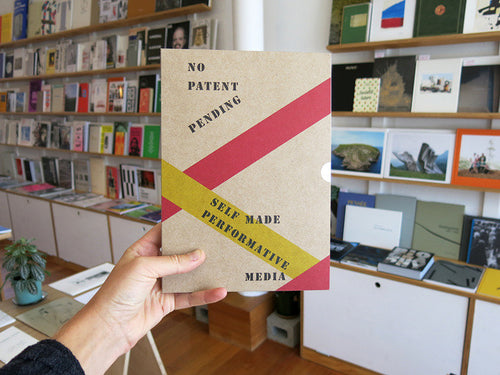 NO
PATENT
PENDING
SELF MADE
PERFORMATIVE
MEDIA